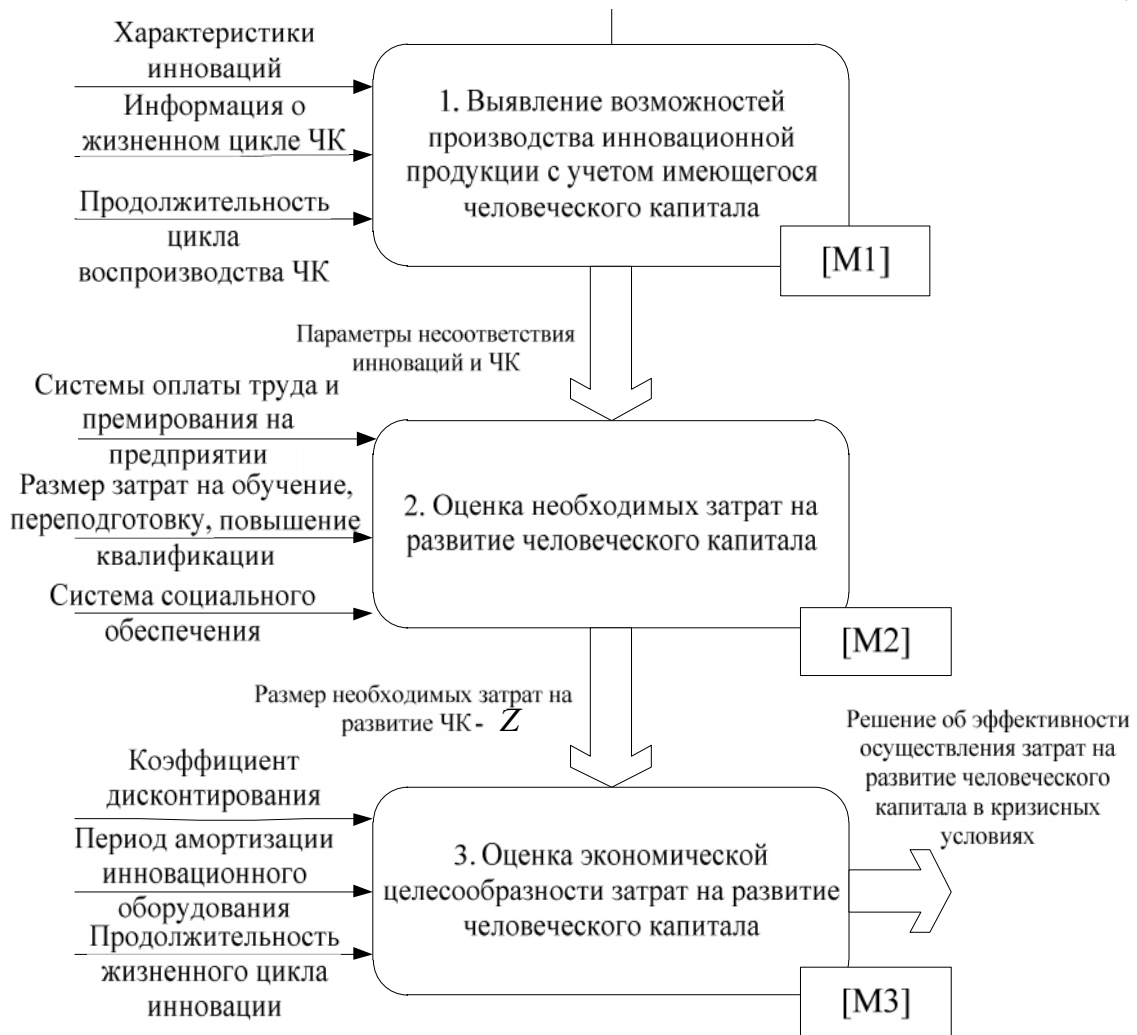 Характеристики
инноваций
Информация о
жизненном цикле ЧК
Продолжительность
цикла
воспроизводства ЧК
1. Выявление возможностей
производства инновационной
продукции с учетом имеющегося
человеческого капитала
[М1]
Параметры несоответствия
инноваций и ЧК
Системы оплаты труда и
премирования на
предприятии
Размер затрат на обучение,
переподготовку, повышение
квалификации
Система социального
обеспечения
2. Оценка необходимых затрат на
развитие человеческого капитала
[М2]
Размер необходимых затрат на
развитие ЧК - Z
Коэффициент
дисконтирования
Период амортизации
инновационного
оборудования
Продолжительность
жизненного цикла
инновации
3. Оценка экономической
целесообразности затрат на развитие
человеческого капитала
[М3]
Решение об эффективности
осуществления затрат на
развитие человеческого
капитала в кризисных
условиях